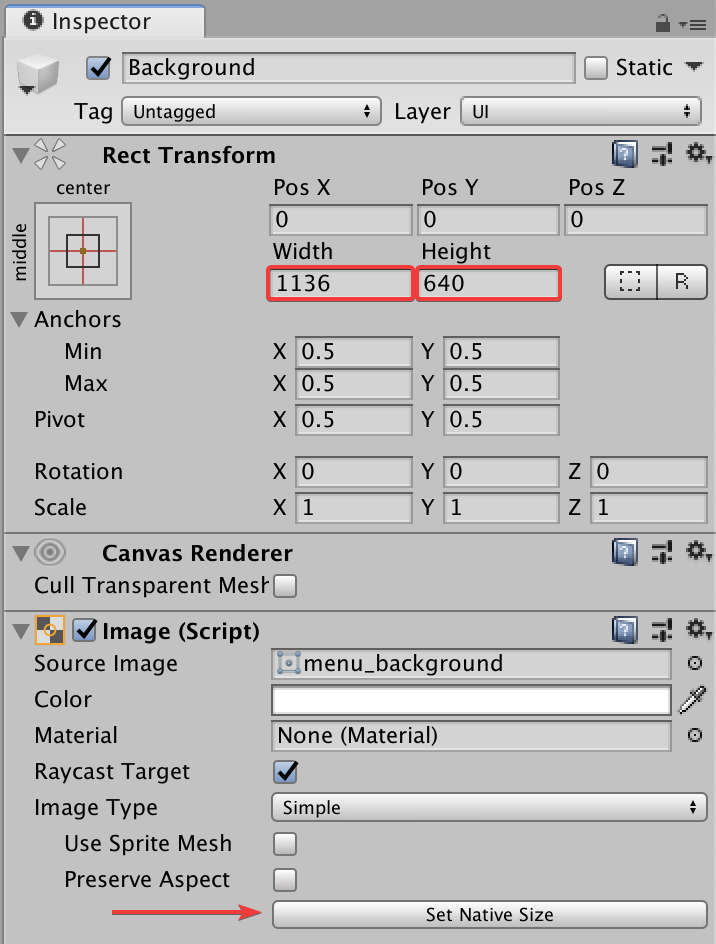 Inspector
Background Static
Tag Untagged Layer UI
Rect Transform
center Pos X Pos Y Pos Z
middle 0 0 0
Width Height
1136 640 R
Anchors
Min X 0.5 Y 0.5
Max X 0.5 Y 0.5
Pivot X 0.5 Y 0.5
Rotation X 0 Y 0 Z 0
Scale X 1 Y 1 Z 1
Canvas Renderer
Cull Transparent Mesh
Image (Script)
Source Image menu_background
Color
Material None (Material)
Raycast Target
Image Type Simple
Use Sprite Mesh
Preserve Aspect
Set Native Size